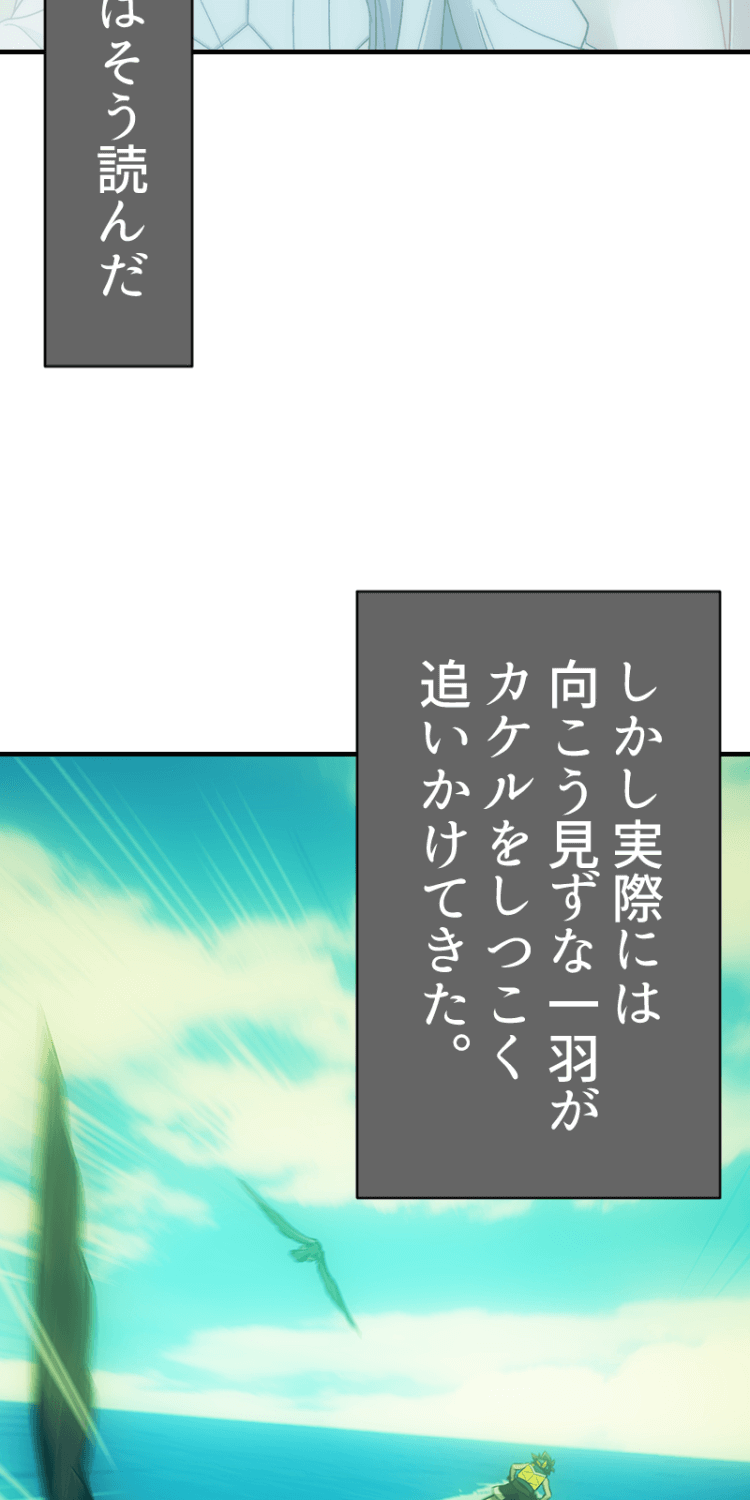 はそう読んだ
しかし実際には
向こう見ずな一羽が
カケルをしつこく
追いかけてきた。